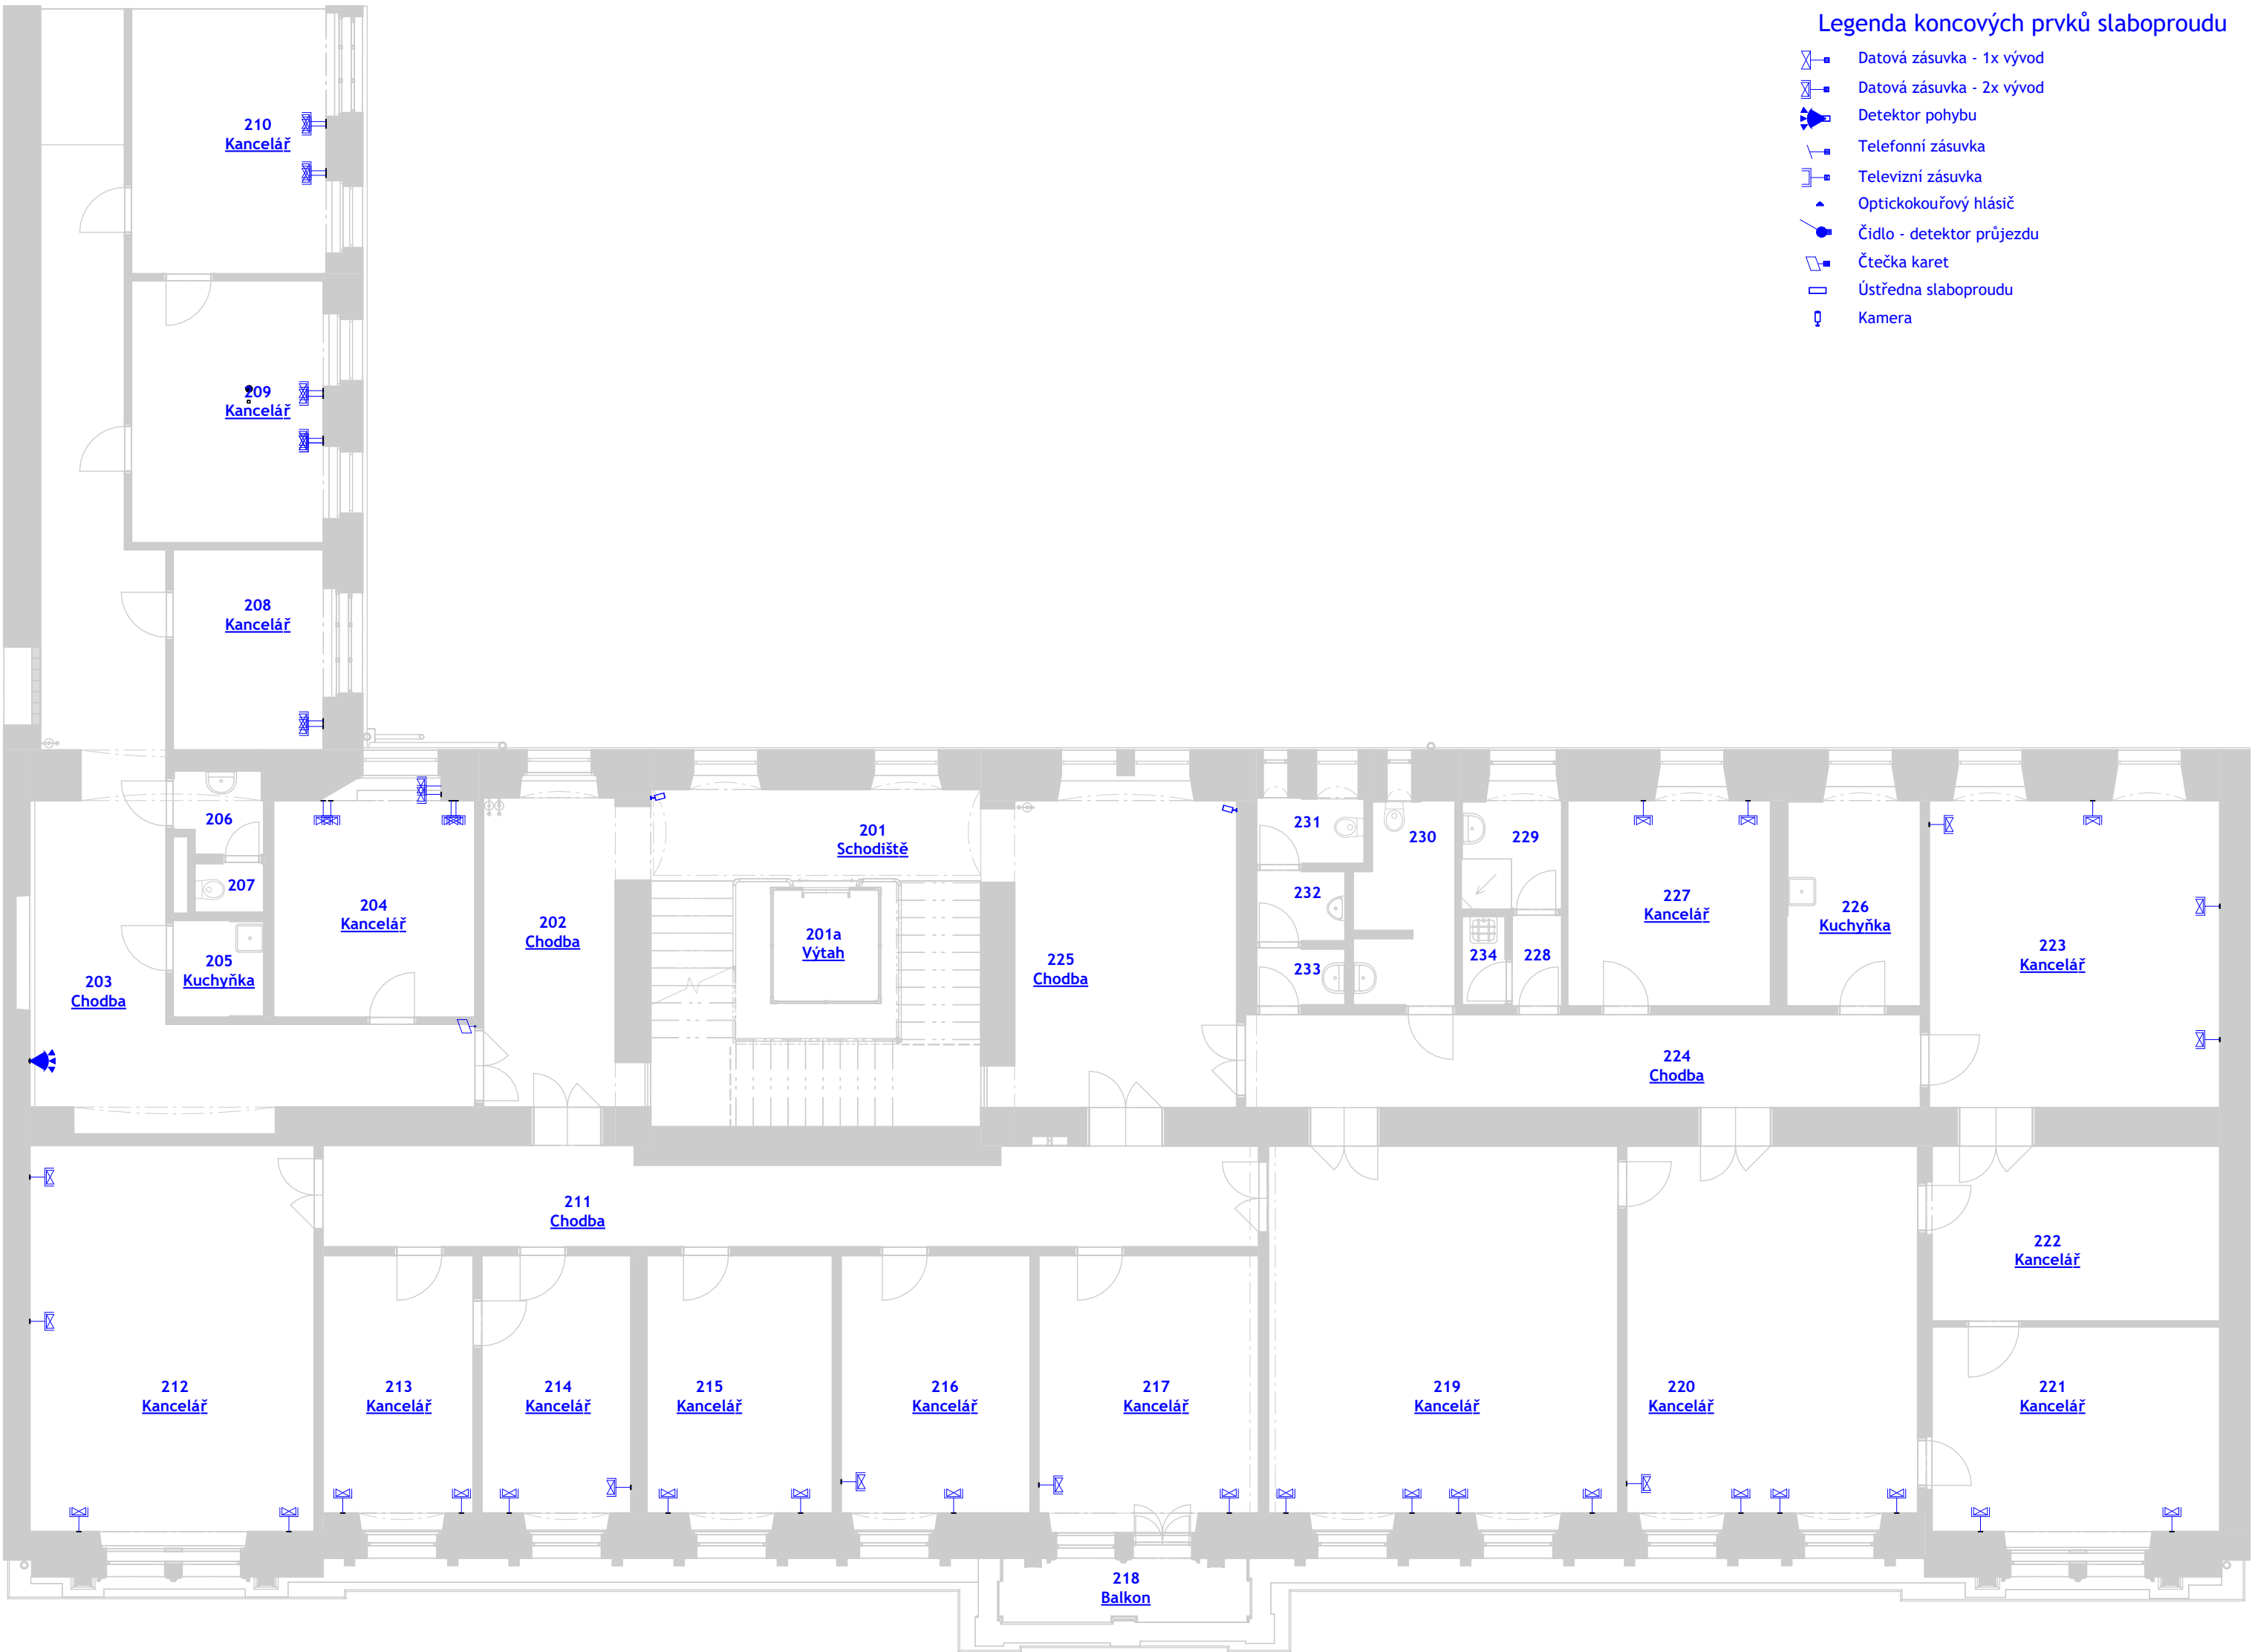 Legenda koncových prvků slaboproudu
Datová zásuvka - 1x vývod
Datová zásuvka - 2x vývod
Detektor pohybu
Telefonní zásuvka
Televizní zásuvka
Optickokouřový hlásič
Čidlo - detektor průjezdu
Čtečka karet
Ústředna slaboproudu
Kamera
210
Kancelář
209
Kancelář
208
Kancelář
206
207
204
Kancelář
205
Kuchyňka
203
Chodba
202
Chodba
201
Schodiště
201a
Výtah
225
Chodba
231
232
233
230
229
234
228
227
Kancelář
226
Kuchyňka
223
Kancelář
224
Chodba
211
Chodba
222
Kancelář
212
Kancelář
213
Kancelář
214
Kancelář
215
Kancelář
216
Kancelář
217
Kancelář
219
Kancelář
220
Kancelář
221
Kancelář
218
Balkon